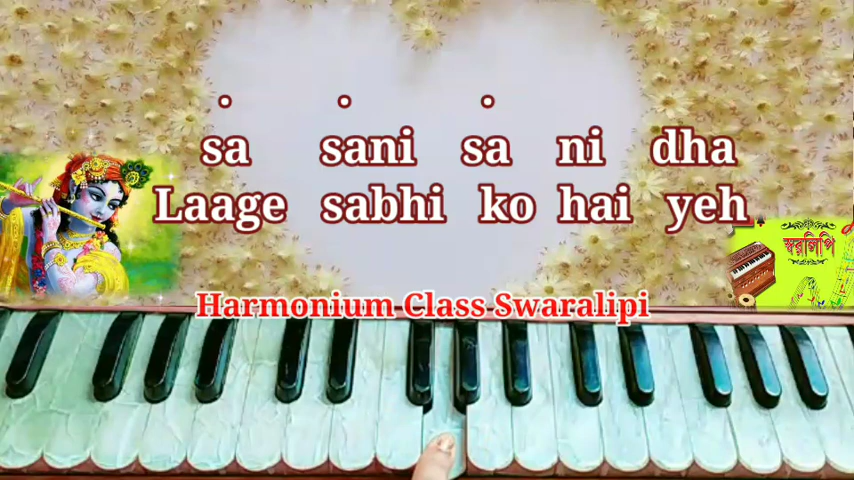 sa sani sa ni dha
Laage sabhi ko hai yeh
স্বরলিপি
Harmonium Class Swaralipi